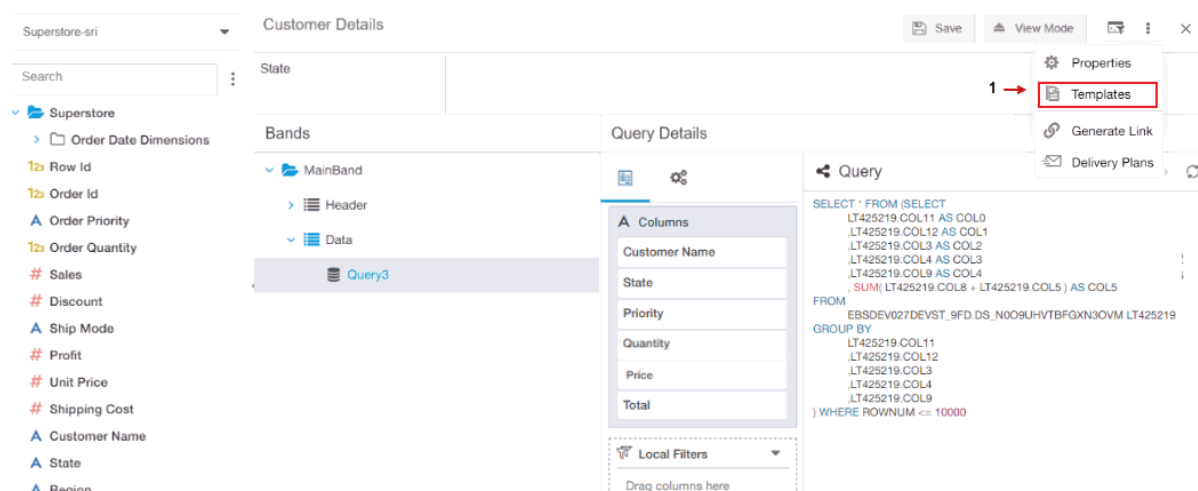 Superstore-sri
Customer Details
Save
View Mode
Search
State
Properties
1
Templates
Generate Link
Delivery Plans
Superstore
Order Date Dimensions
123 Row Id
123 Order Id
A Order Priority
123 Order Quantity
# Sales
# Discount
A Ship Mode
# Profit
# Unit Price
# Shipping Cost
A Customer Name
A State
A Region
Bands
MainBand
Header
Data
Query3
Query Details
A Columns
Customer Name
State
Priority
Quantity
Price
Total
Local Filters
Drag columns here
Query
SELECT * FROM (SELECT
LT425219.COL11 AS COL0
,LT425219.COL12 AS COL1
,LT425219.COL3 AS COL2
,LT425219.COL4 AS COL3
,LT425219.COL9 AS COL4
, SUM( LT425219.COL8 + LT425219.COL5 ) AS COL5
FROM
EBSDEV027DEVST_9FD.DS_N0O9UHVTBFGXN3OVM LT425219
GROUP BY
LT425219.COL11
,LT425219.COL12
,LT425219.COL3
,LT425219.COL4
,LT425219.COL9
) WHERE ROWNUM <= 10000